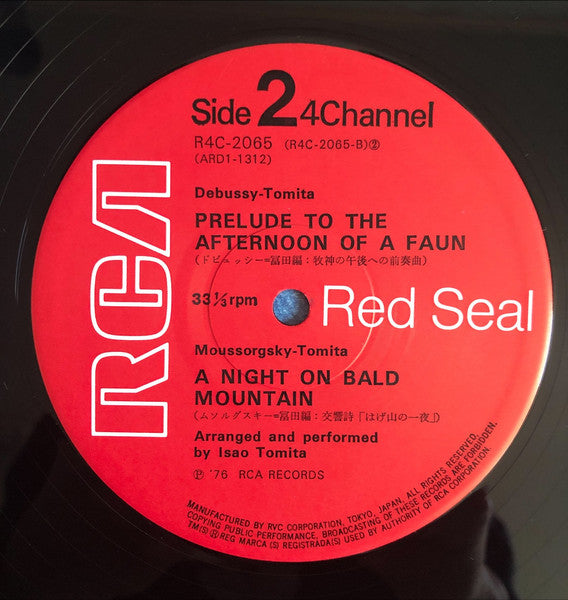 Side 2 4Channel
R4C-2065 (R4C-2065-B)②
(ARD1-1312)
RCA
Debussy-Tomita
PRELUDE TO THE
AFTERNOON OF A FAUN
(ドビュッシー=冨田編:牧神の午後への前奏曲)
33⅓rpm
Red Seal
Moussorgsky-Tomita
A NIGHT ON BALD
MOUNTAIN
(ムソルグスキー=冨田編:交響詩「はげ山の一夜」)
Arranged and performed
by Isao Tomita
℗ '76 RCA RECORDS
MANUFACTURED BY RVC CORPORATION, TOKYO, JAPAN, ALL RIGHTS RESERVED,
COPYING PUBLIC PERFORMANCE, BROADCASTING OF THESE RECORDS ARE FORBIDDEN.
TM(S) ® REG MARCA(S) REGISTRADA(S) USED BY AUTHORITY OF RCA CORPORATION.